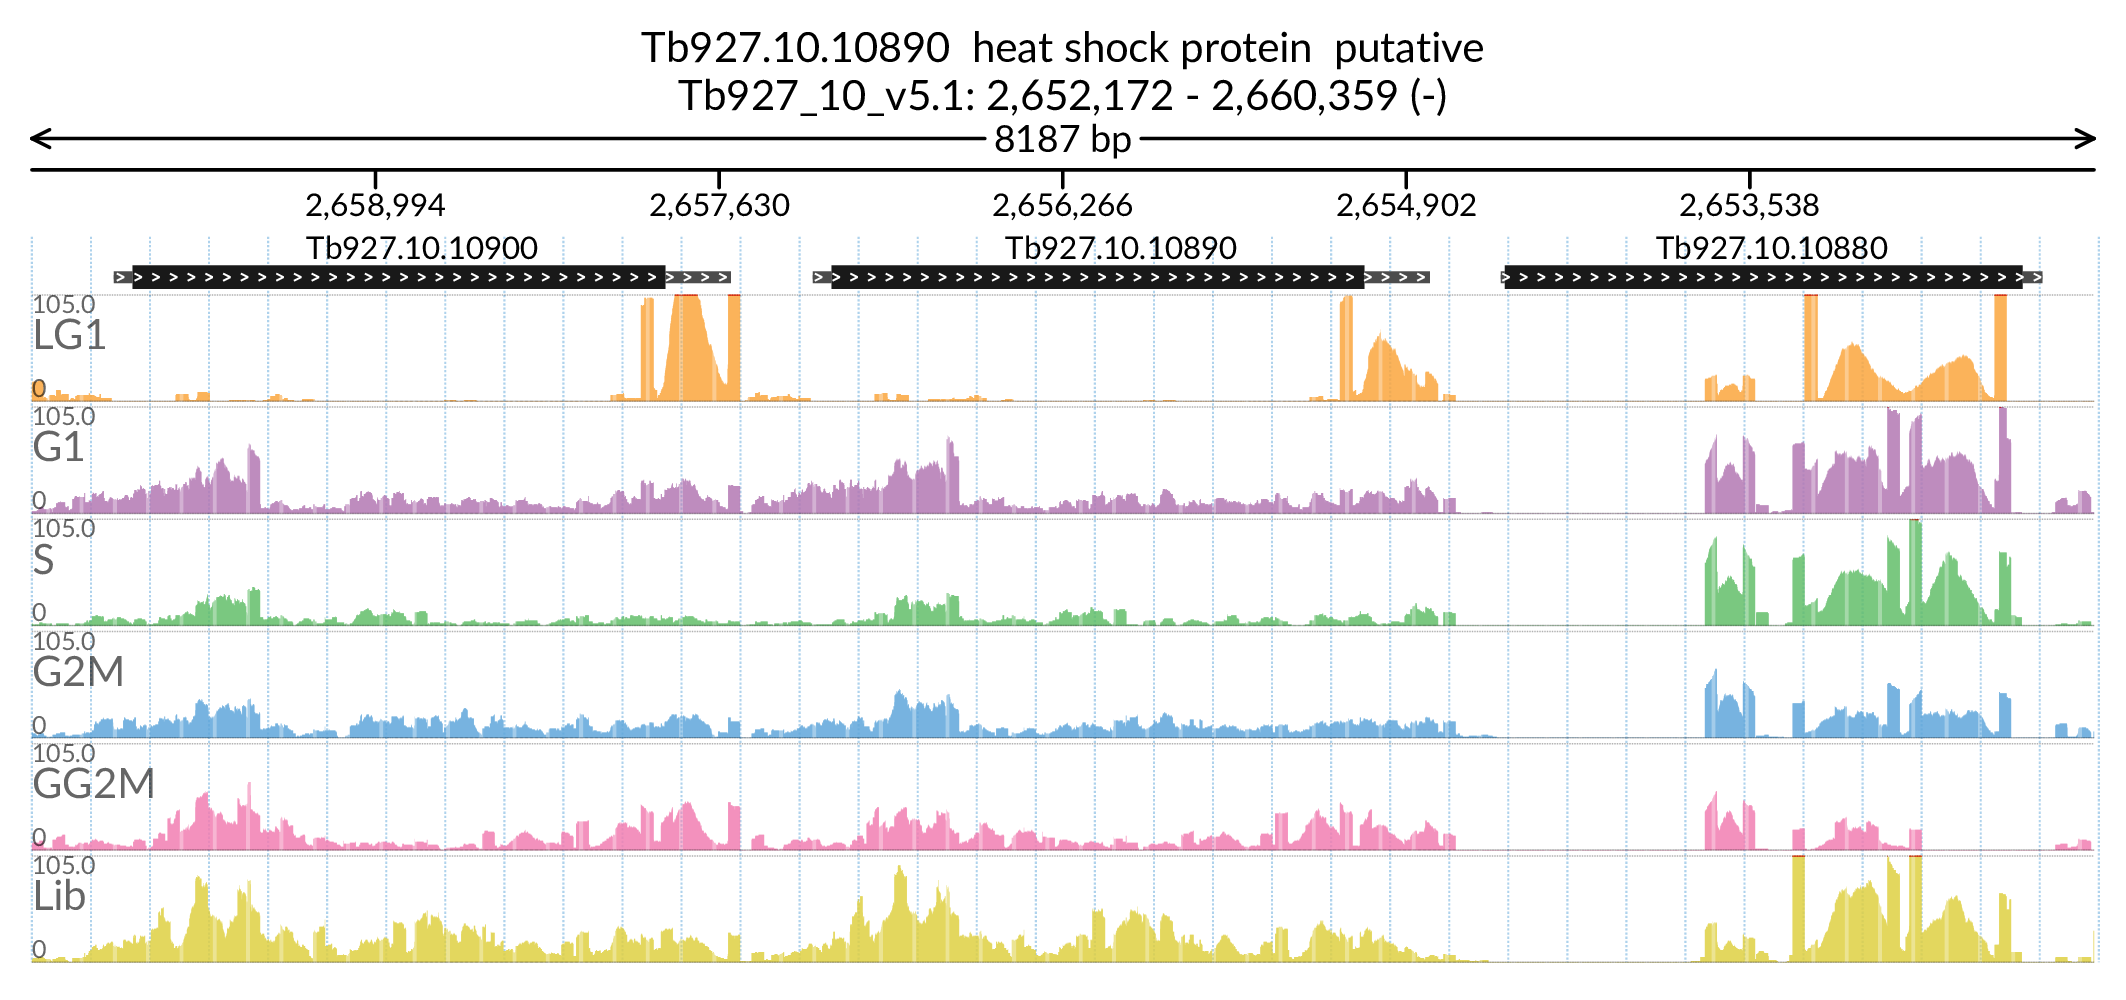 Tb927.10.10890 heat shock protein putative
Tb927_10_v5.1: 2,652,172 - 2,660,359 (-)
8187 bp
2,658,994 2,657,630 2,656,266 2,654,902 2,653,538
Tb927.10.10900 Tb927.10.10890 Tb927.10.10880
105.0
LG1
0
105.0
G1
0
105.0
S
0
105.0
G2M
0
105.0
GG2M
0
105.0
Lib
0